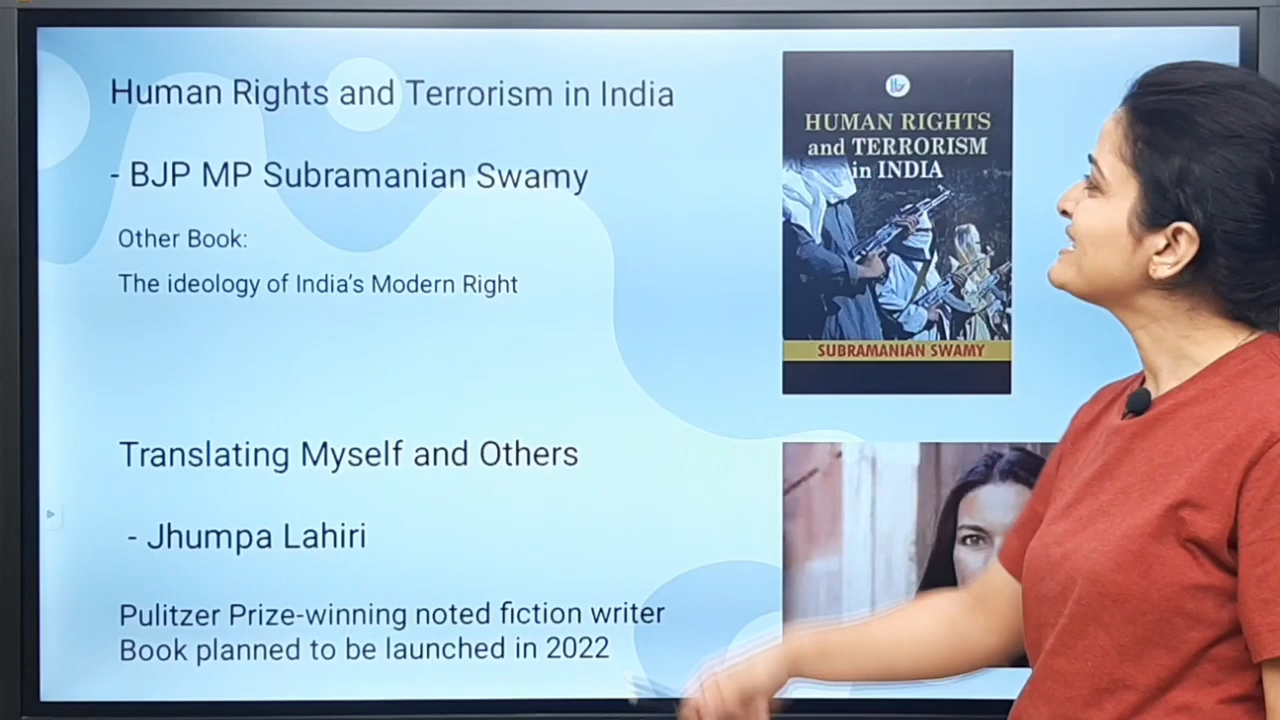 Human Rights and Terrorism in India
- BJP MP Subramanian Swamy
Other Book:
The ideology of India's Modern Right
HUMAN RIGHTS
and TERRORISM
in INDIA
SUBRAMANIAN SWAMY
Translating Myself and Others
- Jhumpa Lahiri
Pulitzer Prize-winning noted fiction writer
Book planned to be launched in 2022